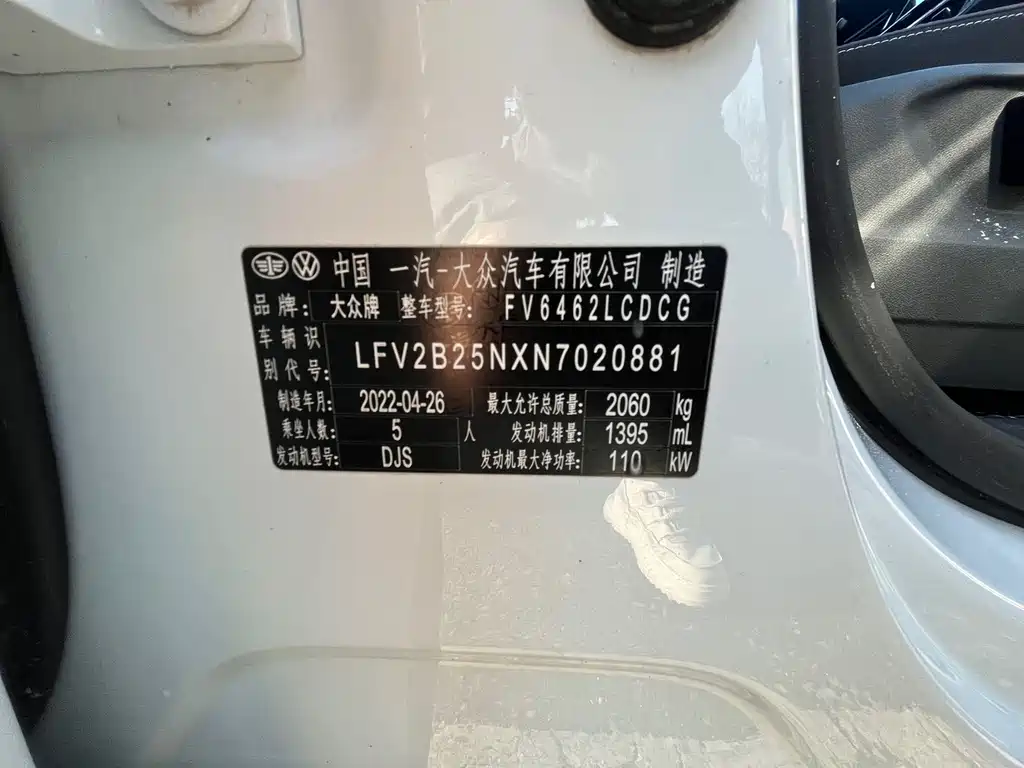 中国 一汽-大众汽车有限公司 制造
品牌: 大众牌 整车型号: FV6462LCDCG
车辆识别代号: LFV2B25NXN7020881
制造年月: 2022-04-26 最大允许总质量: 2060 kg
乘坐人数: 5 人 发动机排量: 1395 mL
发动机型号: DJS 发动机最大净功率: 110 kW